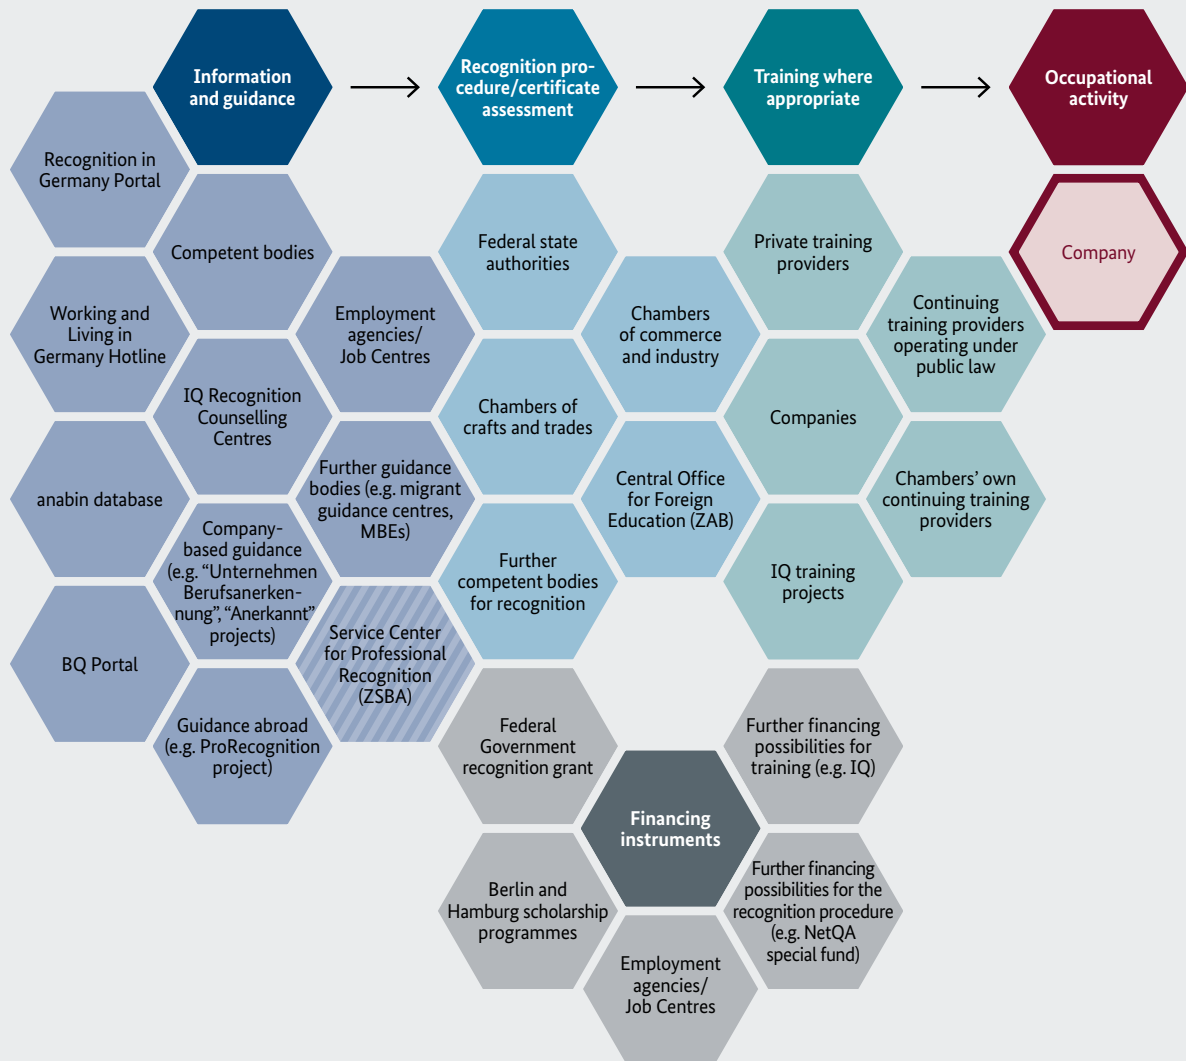 Information
and guidance
Recognition pro-
cedure/certificate
assessment
Training where
appropriate
Occupational
activity
Recognition in
Germany Portal
Competent bodies
Working and
Living in
Germany Hotline
Employment
agencies/
Job Centres
IQ Recognition
Counselling
Centres
anabin database
Further guidance
bodies (e.g. migrant
guidance centres,
MBEs)
Company-
based guidance
(e.g. “Unternehmen
Berufsanerken-
nung”, “Anerkannt”
projects)
BQ Portal
Service Center
for Professional
Recognition
(ZSBA)
Guidance abroad
(e.g. ProRecognition
project)
Federal state
authorities
Chambers
of commerce
and industry
Chambers of
crafts and trades
Central Office
for Foreign
Education (ZAB)
Further
competent bodies
for recognition
Private training
providers
Continuing
training providers
operating under
public law
Companies
Chambers’ own
continuing training
providers
IQ training
projects
Company
Federal
Government
recognition grant
Further financing
possibilities for
training (e.g. IQ)
Financing
instruments
Berlin and
Hamburg scholarship
programmes
Further financing
possibilities for the
recognition procedure
(e.g. NetQA
special fund)
Employment
agencies/
Job Centres